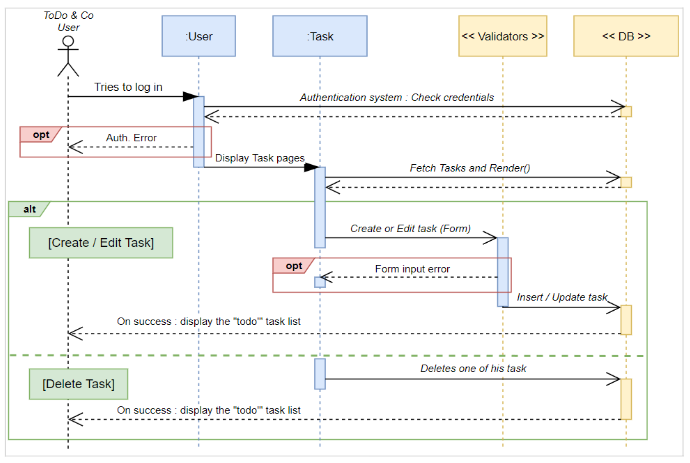 ToDo & Co
User
:User
:Task
<< Validators >>
<< DB >>
Tries to log in
Authentication system : Check credentials
opt
Auth. Error
Display Task pages
Fetch Tasks and Render()
alt
[Create / Edit Task]
Create or Edit task (Form)
opt
Form input error
Insert / Update task
On success : display the "todo'" task list
[Delete Task]
Deletes one of his task
On success : display the "todo'" task list